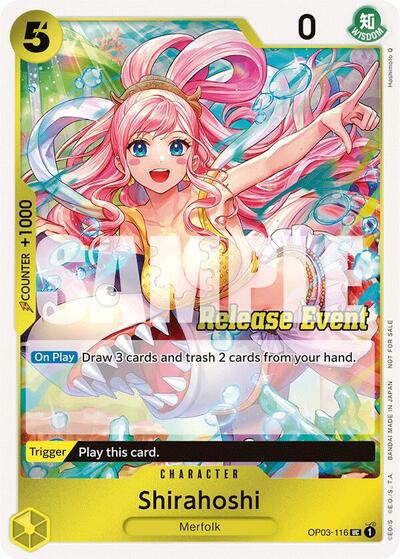 5
0
知
WISDOM
Hashimoto Q
COUNTER +1000
SAMPLE
Release Event
On Play Draw 3 cards and trash 2 cards from your hand.
Trigger Play this card.
CHARACTER
Shirahoshi
Merfolk
OP03-116 UC 1
©E.O/S. ©E.O./S., T.A. BANDAI MADE IN JAPAN NOT FOR SALE